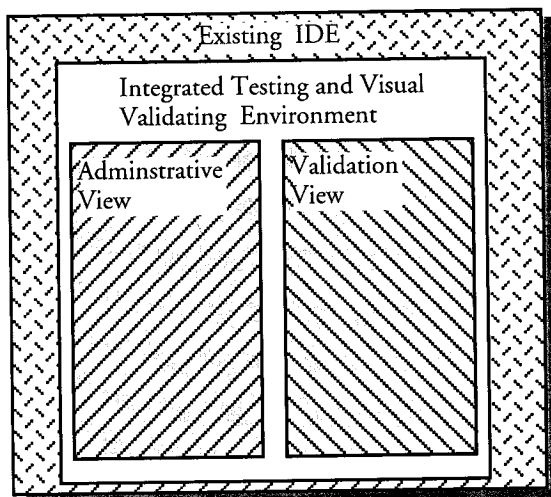 Existing IDE
Integrated Testing and Visual
Validating Environment
Adminstrative
View
Validation
View